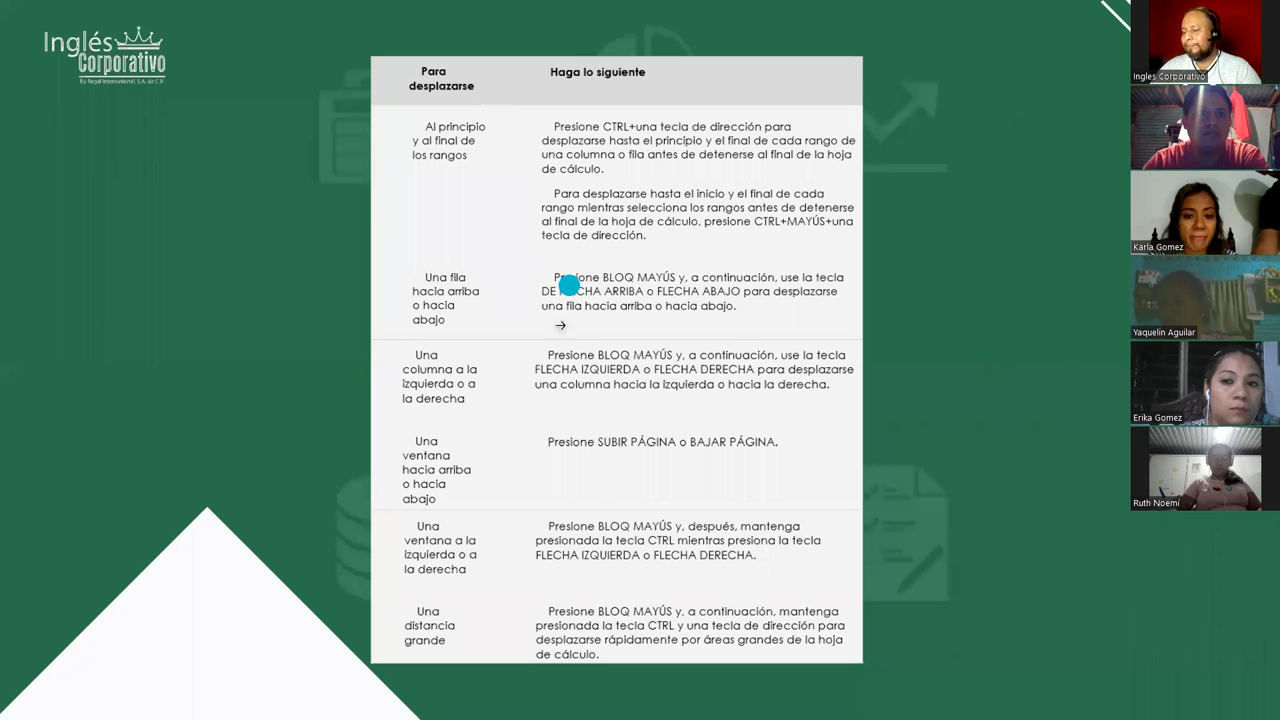 Inglés
Corporativo
By Regal International, S.A. de C.V.
Para
desplazarse
Haga lo siguiente
Al principio
y al final de
los rangos
Presione CTRL+una tecla de dirección para
desplazarse hasta el principio y el final de cada rango de
una columna o fila antes de detenerse al final de la hoja
de cálculo.
Para desplazarse hasta el inicio y el final de cada
rango mientras selecciona los rangos antes de detenerse
al final de la hoja de cálculo, presione CTRL+MAYÚS+una
tecla de dirección.
Una fila
hacia arriba
o hacia
abajo
BLOQ MAYÚS y, a continuación, use la tecla
DE ARRIBA o FLECHA ABAJO para desplazarse
una fila hacia arriba o hacia abajo.
Una
columna a la
izquierda o a
la derecha
Presione BLOQ MAYÚS y, a continuación, use la tecla
FLECHA IZQUIERDA o FLECHA DERECHA para desplazarse
una columna hacia la izquierda o hacia la derecha.
Una
ventana
hacia arriba
o hacia
abajo
Presione SUBIR PÁGINA o BAJAR PÁGINA.
Una
ventana a la
izquierda o a
la derecha
Presione BLOQ MAYÚS y, después, mantenga
presionada la tecla CTRL mientras presiona la tecla
FLECHA IZQUIERDA o FLECHA DERECHA.
Una
distancia
grande
Presione BLOQ MAYÚS y, a continuación, mantenga
presionada la tecla CTRL y una tecla de dirección para
desplazarse rápidamente por áreas grandes de la hoja
de cálculo.
Ingles Corporativo
Karla Gomez
Yaquelin Aguilar
Erika Gomez
Ruth Noemí